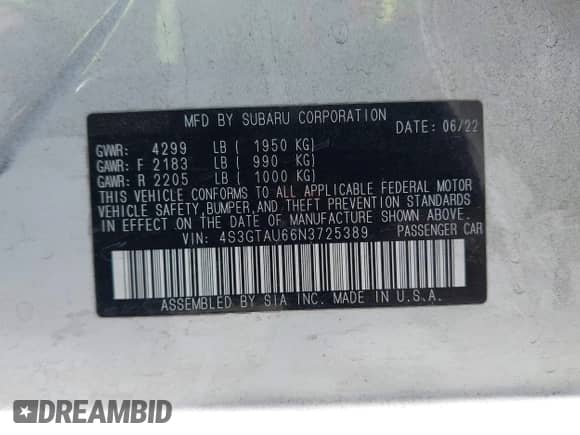 MFD BY SUBARU CORPORATION
DATE: 06/22
GVWR: 4299 LB ( 1950 KG)
GAWR: F 2183 LB ( 990 KG)
GAWR: R 2205 LB ( 1000 KG)
THIS VEHICLE CONFORMS TO ALL APPLICABLE FEDERAL MOTOR
VEHICLE SAFETY, BUMPER, AND THEFT PREVENTION STANDARDS
IN EFFECT ON THE DATE OF MANUFACTURE SHOWN ABOVE.
VIN: 4S3GTAU66N3725389 PASSENGER CAR
ASSEMBLED BY SIA INC. MADE IN U.S.A.
DREAMBID